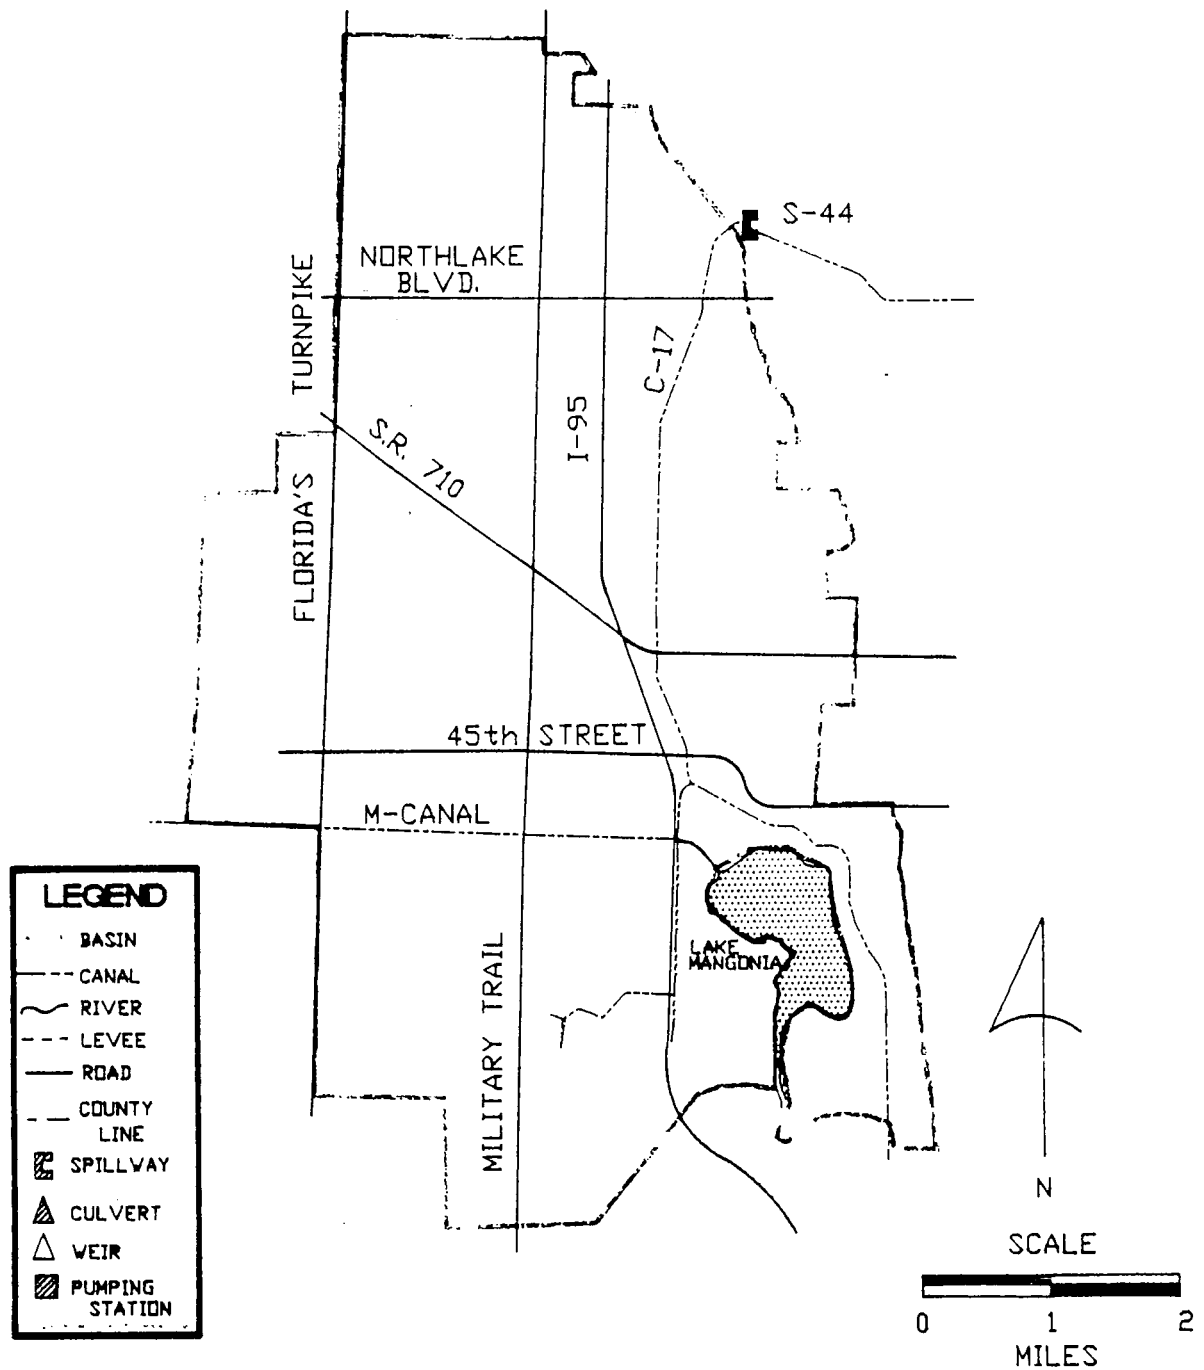 S-44
NORTHLAKE
BLVD.
FLORIDA'S TURNPIKE
C-17
I-95
S.R. 710
45th STREET
M-CANAL
LAKE
MANGONIA
MILITARY TRAIL
LEGEND
BASIN
CANAL
RIVER
LEVEE
ROAD
COUNTY
LINE
SPILLWAY
CULVERT
WEIR
PUMPING
STATION
N
SCALE
0 1 2
MILES